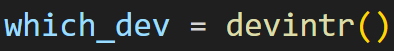 which_dev = devintr()